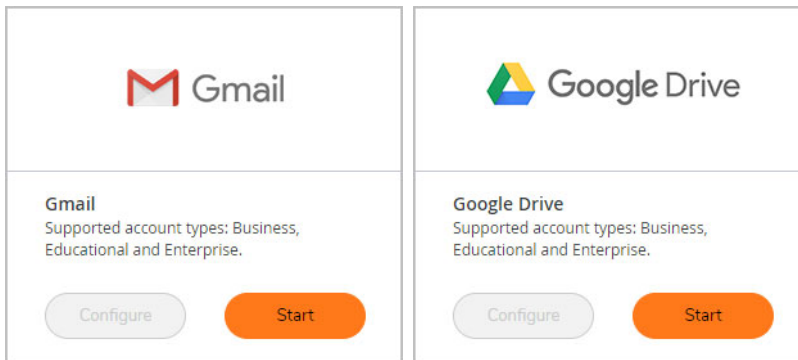 Gmail
Gmail
Supported account types: Business,
Educational and Enterprise.
Configure
Start
Google Drive
Google Drive
Supported account types: Business,
Educational and Enterprise.
Configure
Start